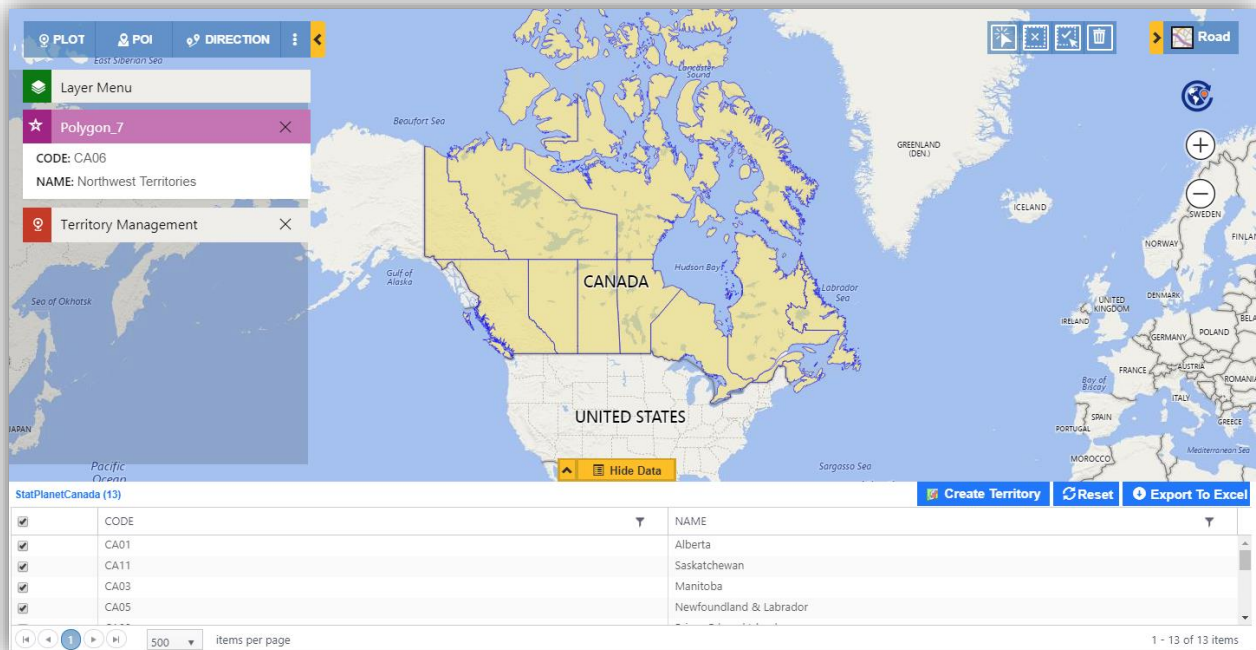 PLOT
POI
DIRECTION
Road
East Siberian Sea
Layer Menu
Polygon_7
CODE: CA06
NAME: Northwest Territories
Territory Management
Beaufort Sea
Lancaster
Sound
GREENLAND
(DEN.)
ICELAND
SWEDEN
NORWAY
FINLA
Sea of Okhotsk
Gulf of
Alaska
CANADA
Hudson Bay
Labrador
Sea
UNITED
KINGDOM
DENMARK
IRELAND
BELA
POLAND
GERMANY
FRANCE
AUSTRIA
ROMANIA
Bay of
Biscay
ITALY
SPAIN
PORTUGAL
GREECE
UNITED STATES
JAPAN
Pacific
Ocean
Sargasso Sea
MOROCCO
Mediterranean Sea
Hide Data
StatPlanetCanada (13)
Create Territory
Reset
Export To Excel
CODE NAME
CA01 Alberta
CA11 Saskatchewan
CA03 Manitoba
CA05 Newfoundland & Labrador
1 500 items per page 1 - 13 of 13 items